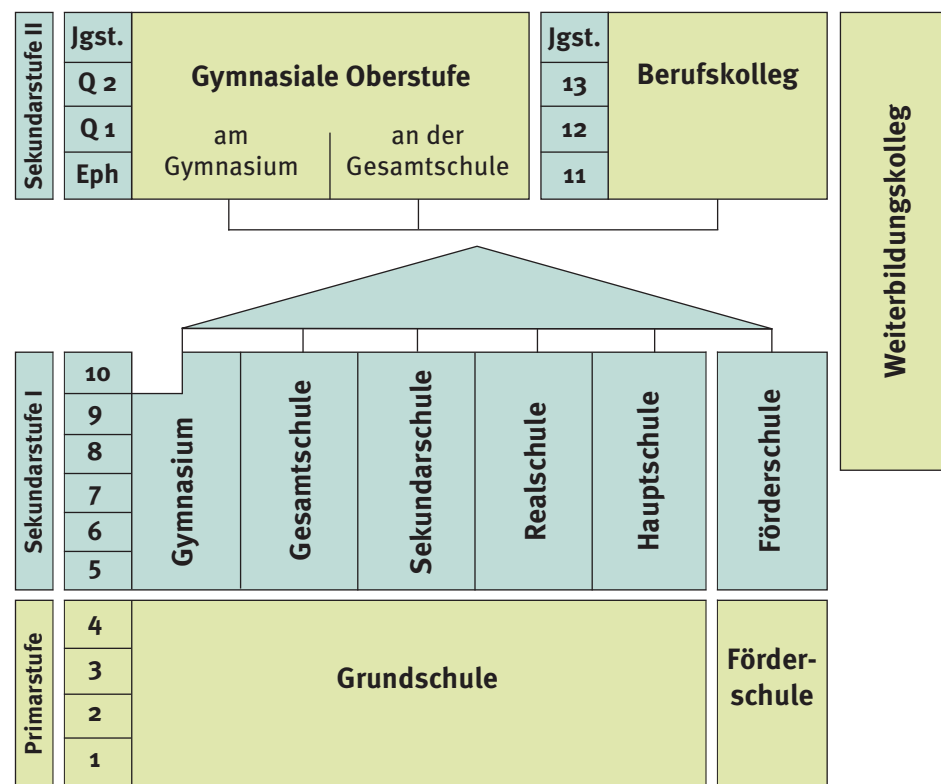 Sekundarstufe II
Jgst.
Q 2
Q 1
Eph
Gymnasiale Oberstufe
am
Gymnasium
an der
Gesamtschule
Jgst.
13
12
11
Berufskolleg
Weiterbildungskolleg
Sekundarstufe I
10
9
8
7
6
5
Gymnasium
Gesamtschule
Sekundarschule
Realschule
Hauptschule
Förderschule
Primarstufe
4
3
2
1
Grundschule
Förder-
schule